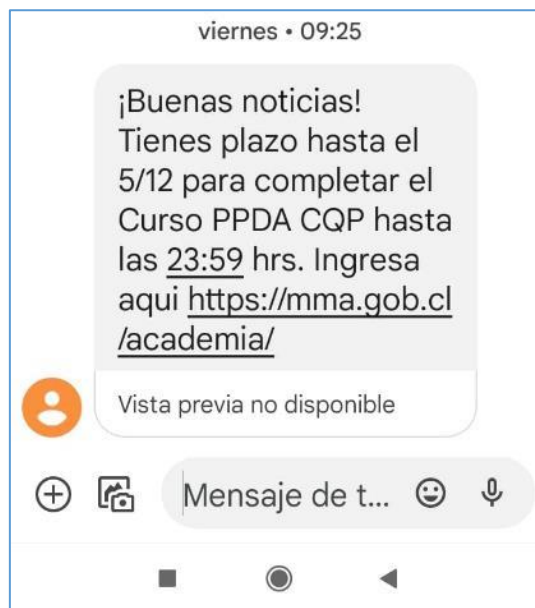 viernes • 09:25
¡Buenas noticias!
Tienes plazo hasta el
5/12 para completar el
Curso PPDA CQP hasta
las 23:59 hrs. Ingresa
aqui https://mma.gob.cl
/academia/
Vista previa no disponible
Mensaje de t...